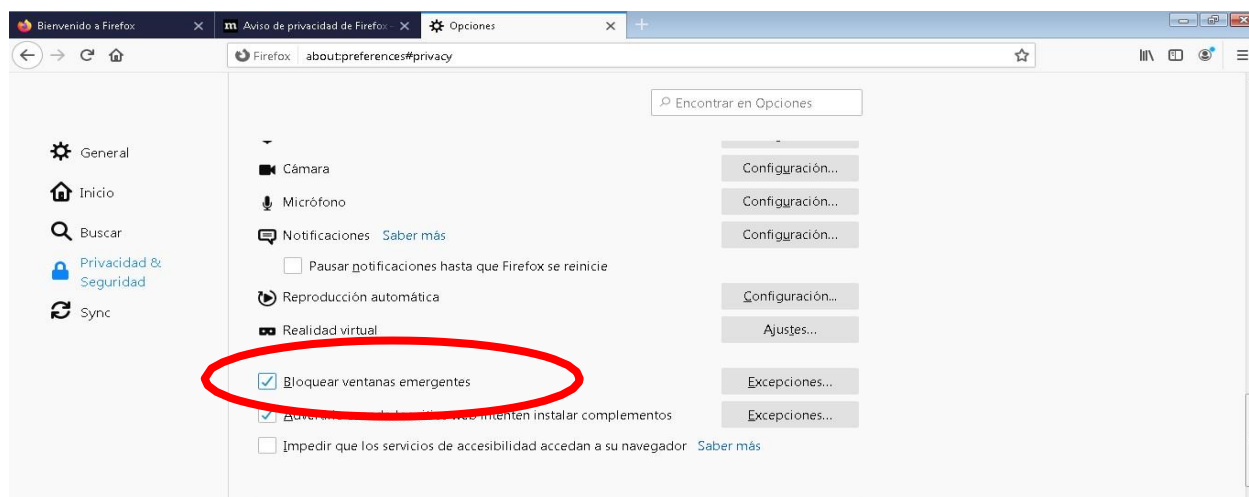 Bienvenido a Firefox
m Aviso de privacidad de Firefox -
Opciones
Firefox about:preferences#privacy
Encontrar en Opciones
General
Inicio
Buscar
Privacidad &
Seguridad
Sync
Cámara Configuración...
Micrófono Configuración...
Notificaciones Saber más Configuración...
Pausar notificaciones hasta que Firefox se reinicie
Reproducción automática Configuración...
Realidad virtual Ajustes...
Bloquear ventanas emergentes Excepciones...
web intenten instalar complementos Excepciones...
Impedir que los servicios de accesibilidad accedan a su navegador Saber más